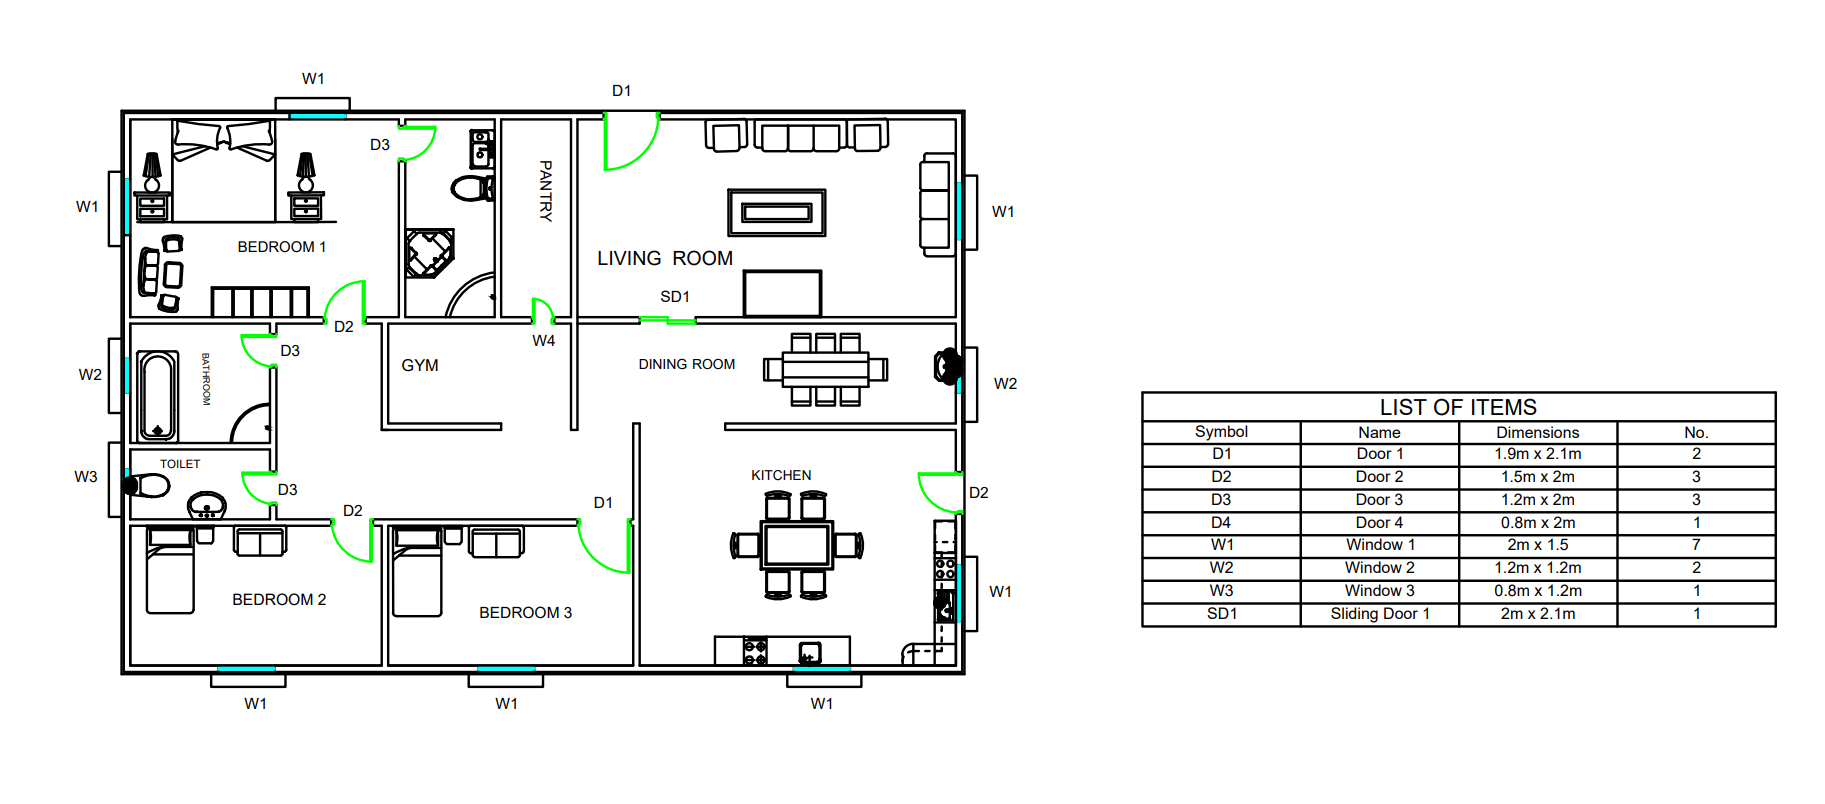 W1
D1
D3
PANTRY
W1
W1
BEDROOM 1
LIVING ROOM
SD1
D2
W4
D3
BATHROOM
GYM
DINING ROOM
W2
W2
TOILET
W3
D3
KITCHEN
D2
D2
D1
BEDROOM 2
BEDROOM 3
W1
W1
W1
W1
LIST OF ITEMS
Symbol Name Dimensions No.
D1 Door 1 1.9m x 2.1m 2
D2 Door 2 1.5m x 2m 3
D3 Door 3 1.2m x 2m 3
D4 Door 4 0.8m x 2m 1
W1 Window 1 2m x 1.5 7
W2 Window 2 1.2m x 1.2m 2
W3 Window 3 0.8m x 1.2m 1
SD1 Sliding Door 1 2m x 2.1m 1